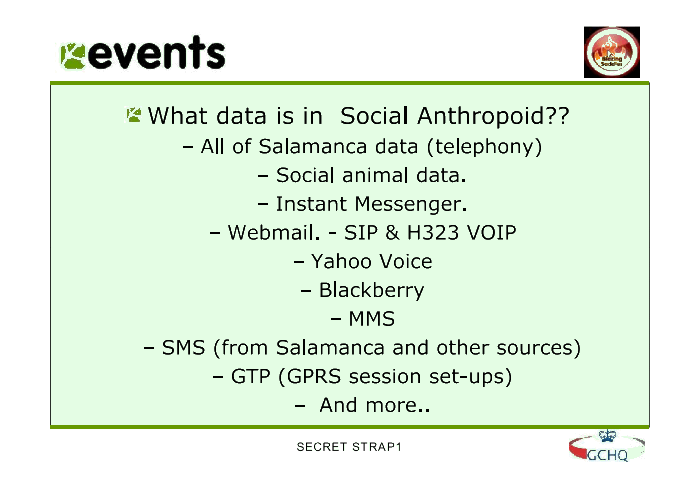 events
Blazing
Saddles
What data is in Social Anthropoid??
– All of Salamanca data (telephony)
– Social animal data.
– Instant Messenger.
– Webmail. - SIP & H323 VOIP
– Yahoo Voice
– Blackberry
– MMS
– SMS (from Salamanca and other sources)
– GTP (GPRS session set-ups)
– And more..
SECRET STRAP1
GCHQ